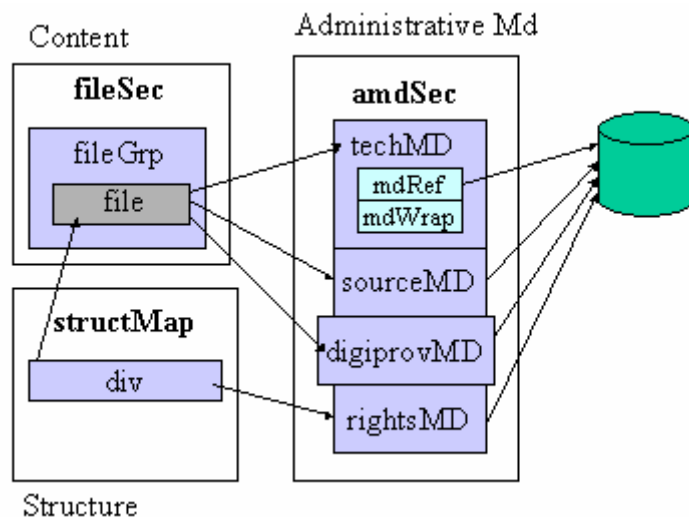 Content
fileSec
fileGrp
file
structMap
div
Structure
Administrative Md
amdSec
techMD
mdRef
mdWrap
sourceMD
digiprovMD
rightsMD